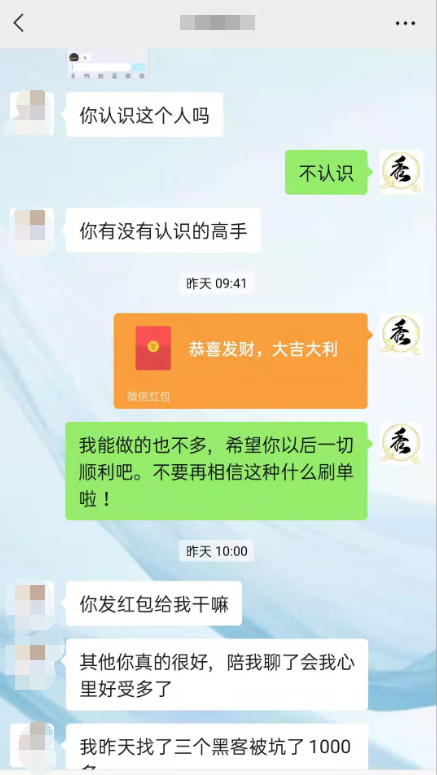 你认识这个人吗
不认识
你有没有认识的高手
昨天 09:41
恭喜发财，大吉大利
微信红包
我能做的也不多，希望你以后一切
顺利吧。不要再相信这种什么刷单
啦！
昨天 10:00
你发红包给我干嘛
其他你真的很好，陪我聊了会我心
里好受多了
我昨天找了三个黑客被坑了1000